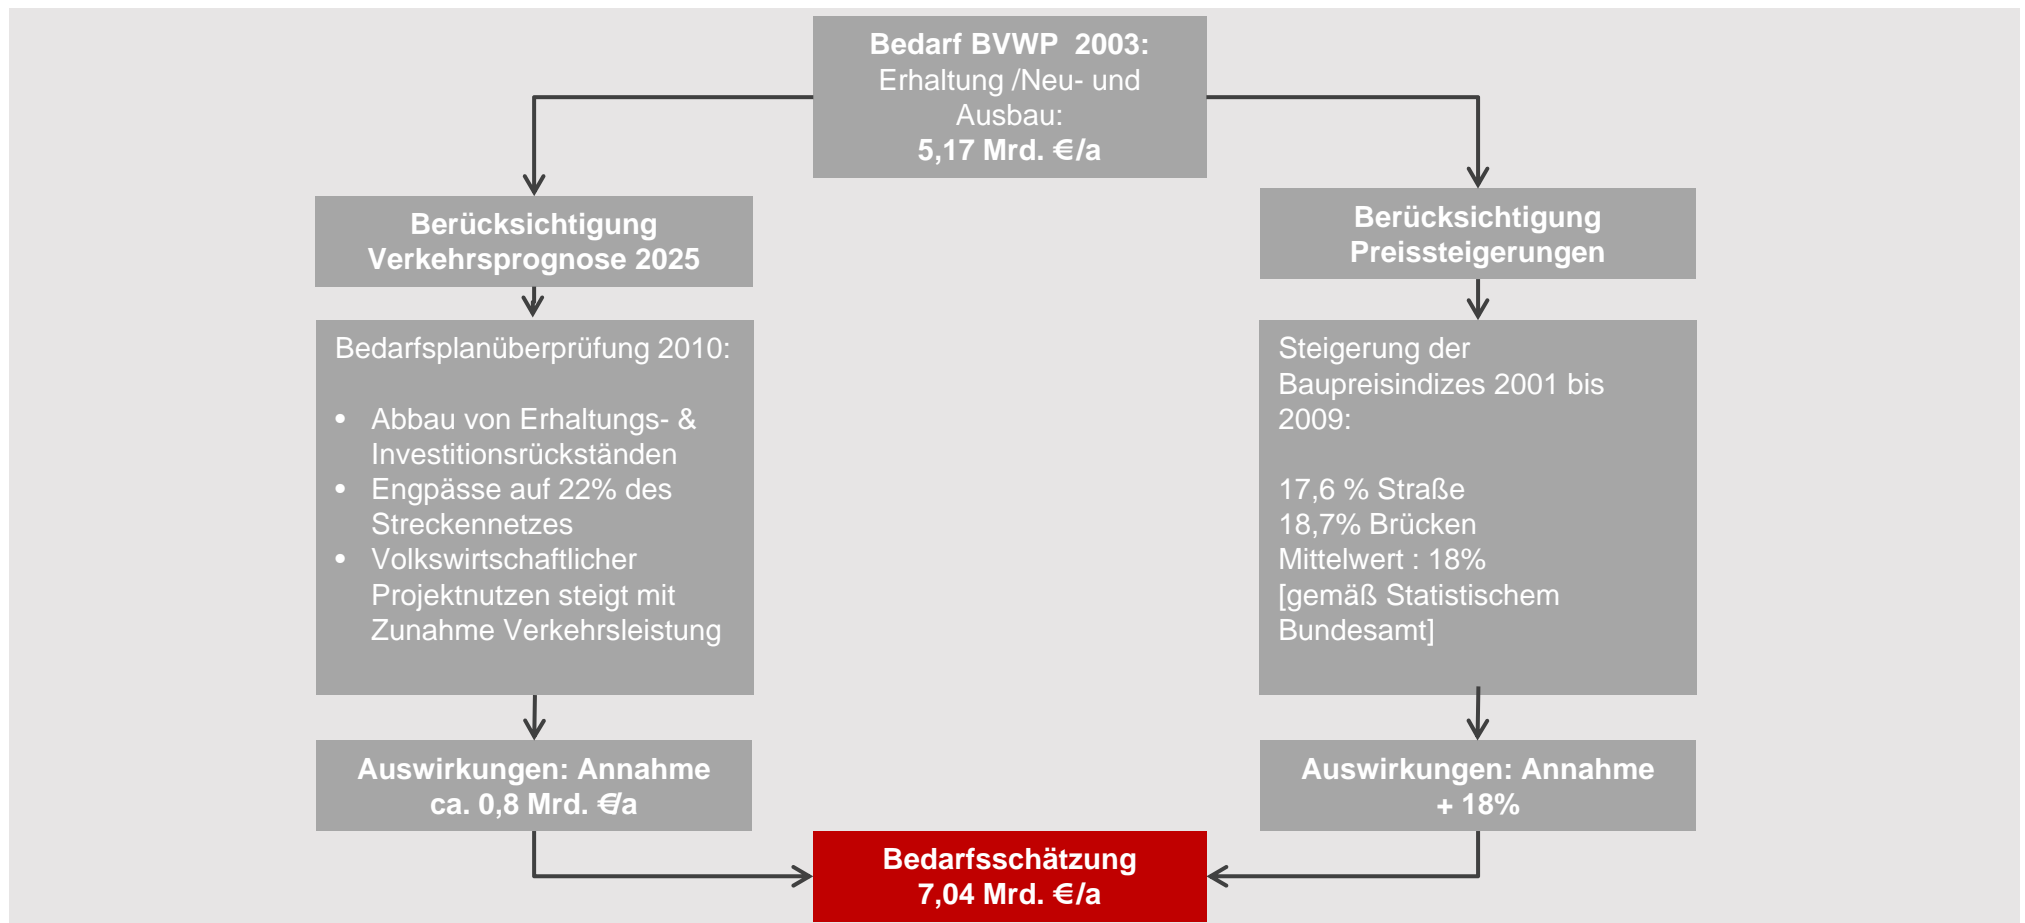 Bedarf BVWP 2003:
Erhaltung /Neu- und
Ausbau:
5,17 Mrd. €/a
Berücksichtigung
Verkehrsprognose 2025
Bedarfsplanüberprüfung 2010:
• Abbau von Erhaltungs- &
Investitionsrückständen
• Engpässe auf 22% des
Streckennetzes
• Volkswirtschaftlicher
Projektnutzen steigt mit
Zunahme Verkehrsleistung
Auswirkungen: Annahme
ca. 0,8 Mrd. €/a
Berücksichtigung
Preissteigerungen
Steigerung der
Baupreisindizes 2001 bis
2009:
17,6 % Straße
18,7% Brücken
Mittelwert : 18%
[gemäß Statistischem
Bundesamt]
Auswirkungen: Annahme
+ 18%
Bedarfsschätzung
7,04 Mrd. €/a